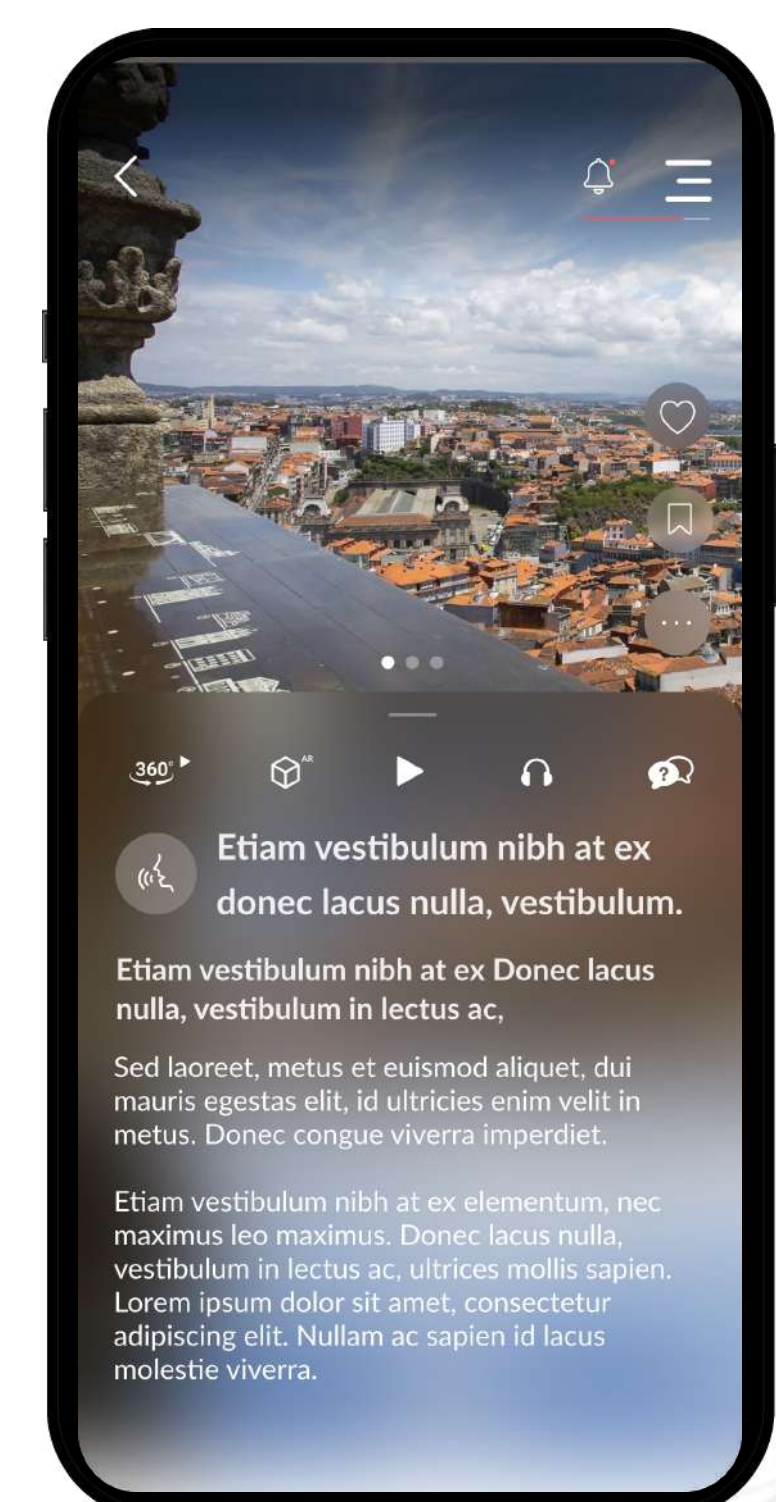 360°
AR
?
Etiam vestibulum nibh at ex
donec lacus nulla, vestibulum.
Etiam vestibulum nibh at ex Donec lacus
nulla, vestibulum in lectus ac,
Sed laoreet, metus et euismod aliquet, dui
mauris egestas elit, id ultricies enim velit in
metus. Donec congue viverra imperdiet.
Etiam vestibulum nibh at ex elementum, nec
maximus leo maximus. Donec lacus nulla,
vestibulum in lectus ac, ultrices mollis sapien.
Lorem ipsum dolor sit amet, consectetur
adipiscing elit. Nullam ac sapien id lacus
molestie viverra.